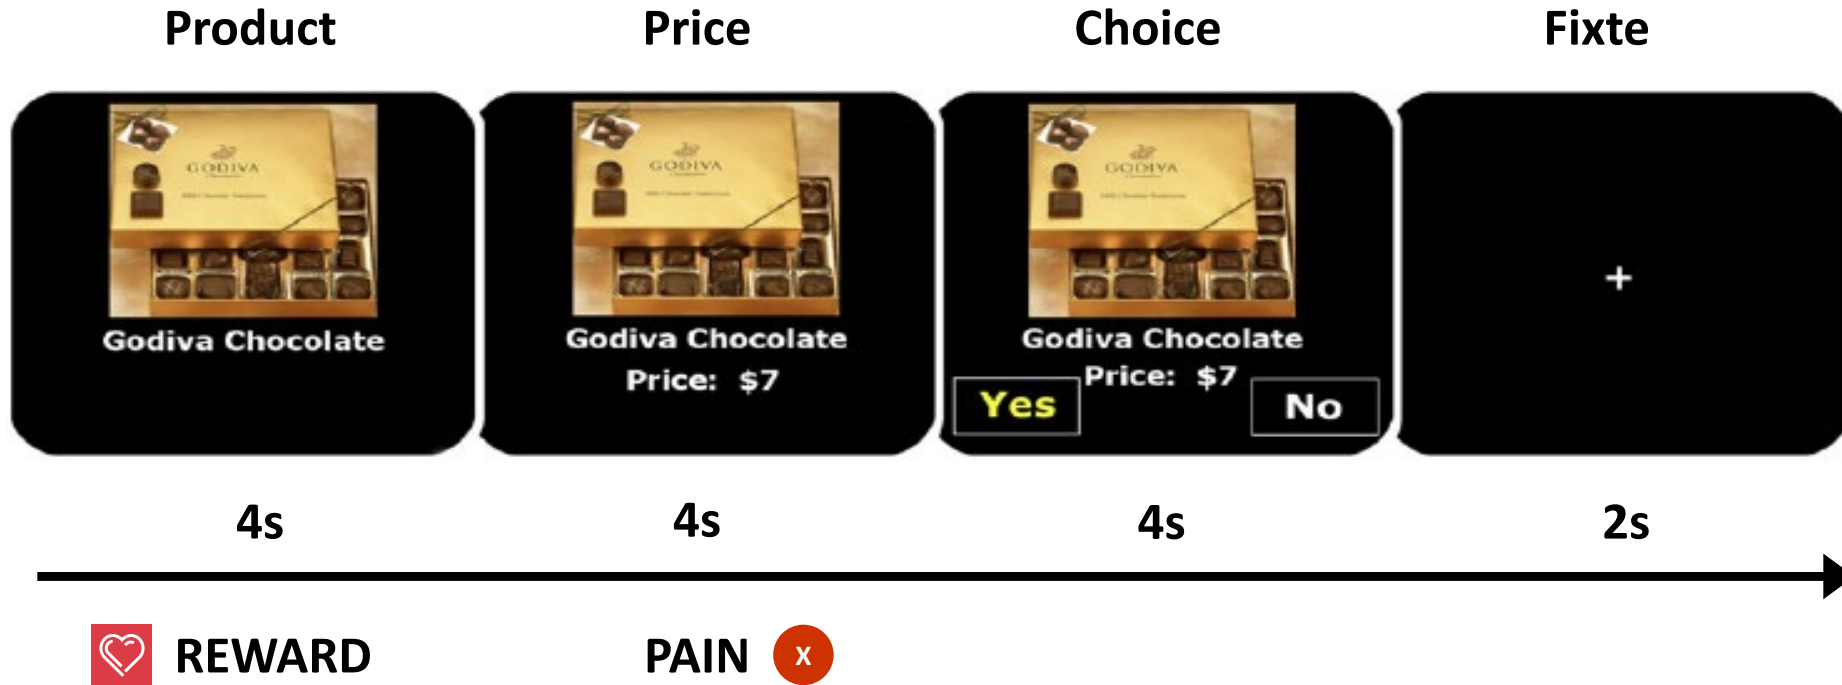 Product
Price
Choice
Fixte
GODIVA
Godiva Chocolate
GODIVA
Godiva Chocolate
Price: $7
GODIVA
Godiva Chocolate
Price: $7
Yes
No
+
4s
4s
4s
2s
REWARD
PAIN X